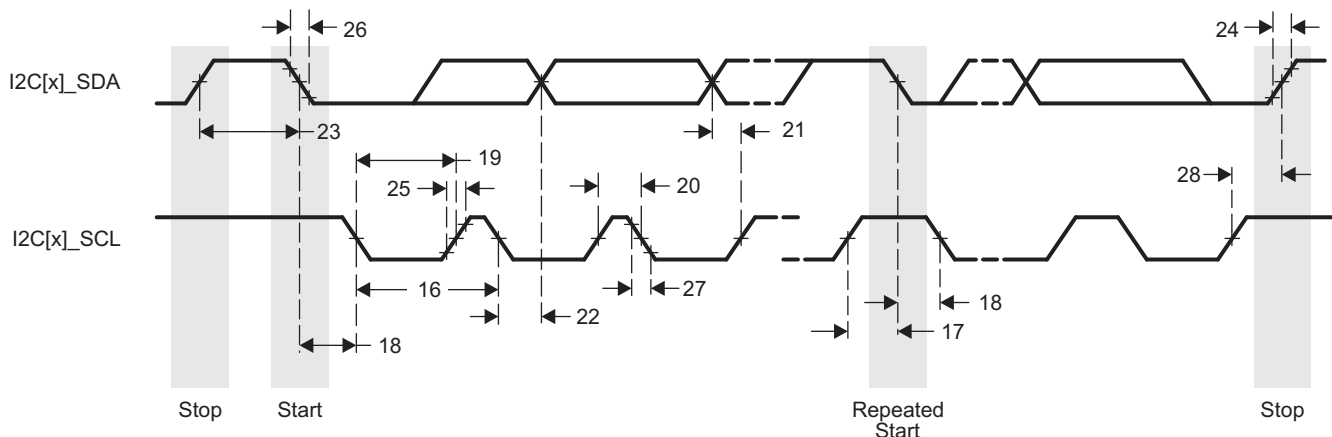 26
24
I2C[x]_SDA
23
21
19
25
20
28
I2C[x]_SCL
16
27
18
22
17
18
Stop
Start
Repeated
Start
Stop